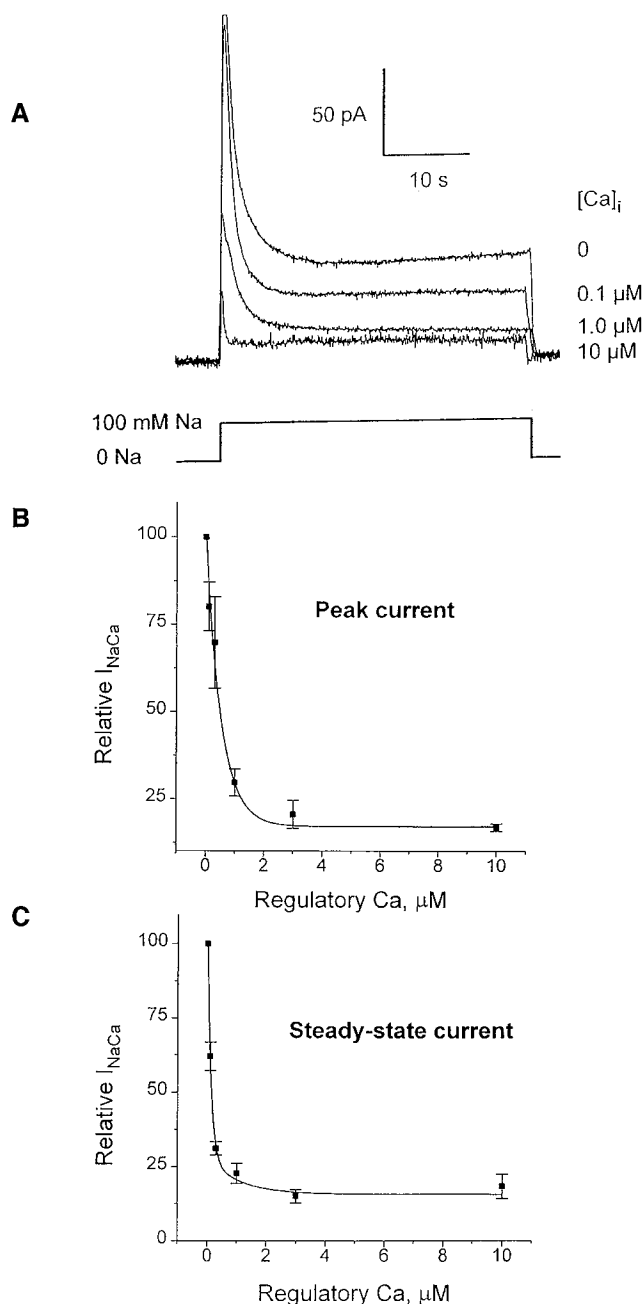 A
50 pA
10 s
[Ca]i
0
0.1 µM
1.0 µM
10 µM
100 mM Na
0 Na
B
100
75
50
25
Relative INaCa
Peak current
0 2 4 6 8 10
Regulatory Ca, µM
C
100
75
50
25
0
Relative INaCa
Steady-state current
0 2 4 6 8 10
Regulatory Ca, µM